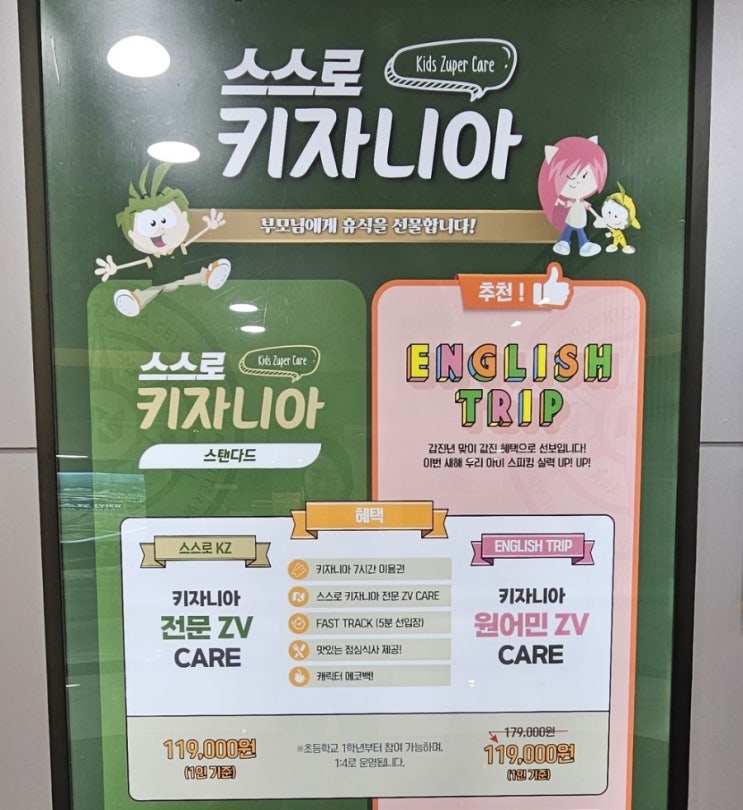 스스로
Kids Zuper Care
키자니아
부모님에게 휴식을 선물합니다!
스스로
Kids Zuper Care
키자니아
스탠다드
추천!
ENGLISH
TRIP
갑진년 맞이 값진 혜택으로 선보입니다!
이번 새해 우리 아이 스피킹 실력 UP! UP!
혜택
스스로 KZ
키자니아
전문 ZV
CARE
키자니아 7시간 이용권
스스로 키자니아 전문 ZV CARE
FAST TRACK (5분 선입장)
맛있는 점심식사 제공!
캐릭터 에코백!
ENGLISH TRIP
키자니아
원어민 ZV
CARE
119,000원
(1인 기준)
※초등학교 1학년부터 참여 가능하며,
1:4로 운영됩니다.
179,000원
119,000원
(1인 기준)